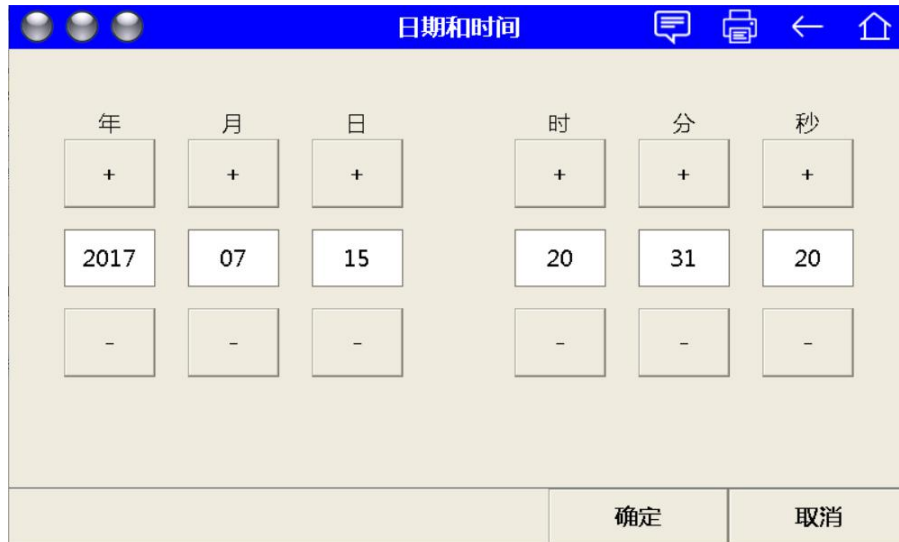 日期和时间
年 月 日 时 分 秒
+ + + + + +
2017 07 15 20 31 20
- - - - - -
确定 取消